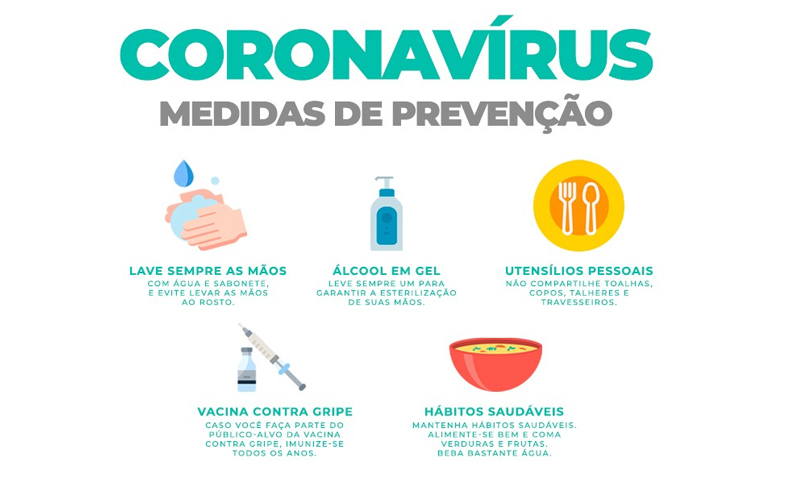 CORONAVÍRUS
MEDIDAS DE PREVENÇÃO
LAVE SEMPRE AS MÃOS
COM ÁGUA E SABONETE,
E EVITE LEVAR AS MÃOS
AO ROSTO.
ÁLCOOL EM GEL
LEVE SEMPRE UM PARA
GARANTIR A ESTERILIZAÇÃO
DE SUAS MÃOS.
UTENSÍLIOS PESSOAIS
NÃO COMPARTILHE TOALHAS,
COPOS, TALHERES E
TRAVESSEIROS.
VACINA CONTRA GRIPE
CASO VOCÊ FAÇA PARTE DO
PÚBLICO-ALVO DA VACINA
CONTRA GRIPE, IMUNIZE-SE
TODOS OS ANOS.
HÁBITOS SAUDÁVEIS
MANTENHA HÁBITOS SAUDÁVEIS.
ALIMENTE-SE BEM E COMA
VERDURAS E FRUTAS.
BEBA BASTANTE ÁGUA.